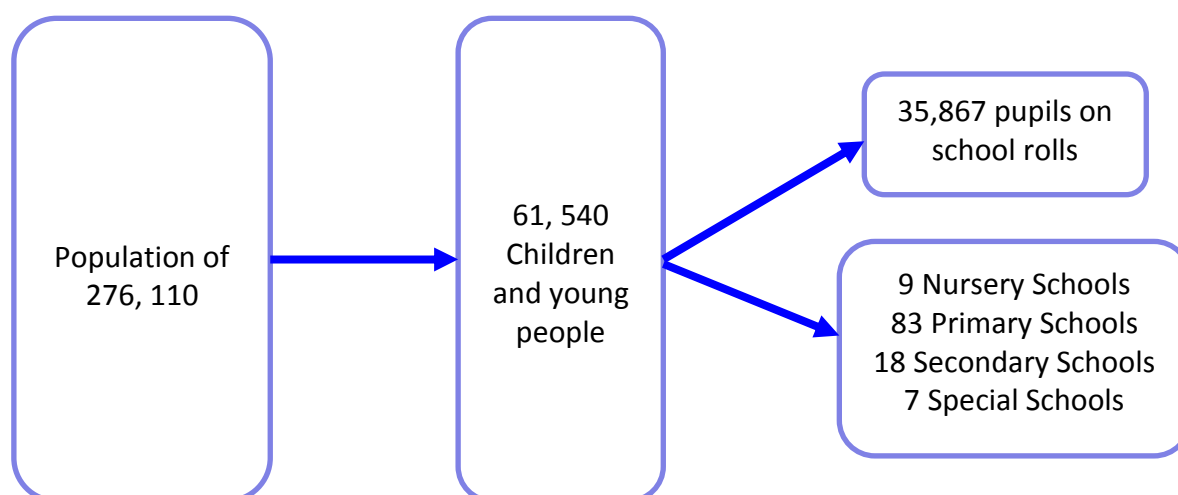 Population of
276, 110
61, 540
Children
and young
people
35,867 pupils on
school rolls
9 Nursery Schools
83 Primary Schools
18 Secondary Schools
7 Special Schools